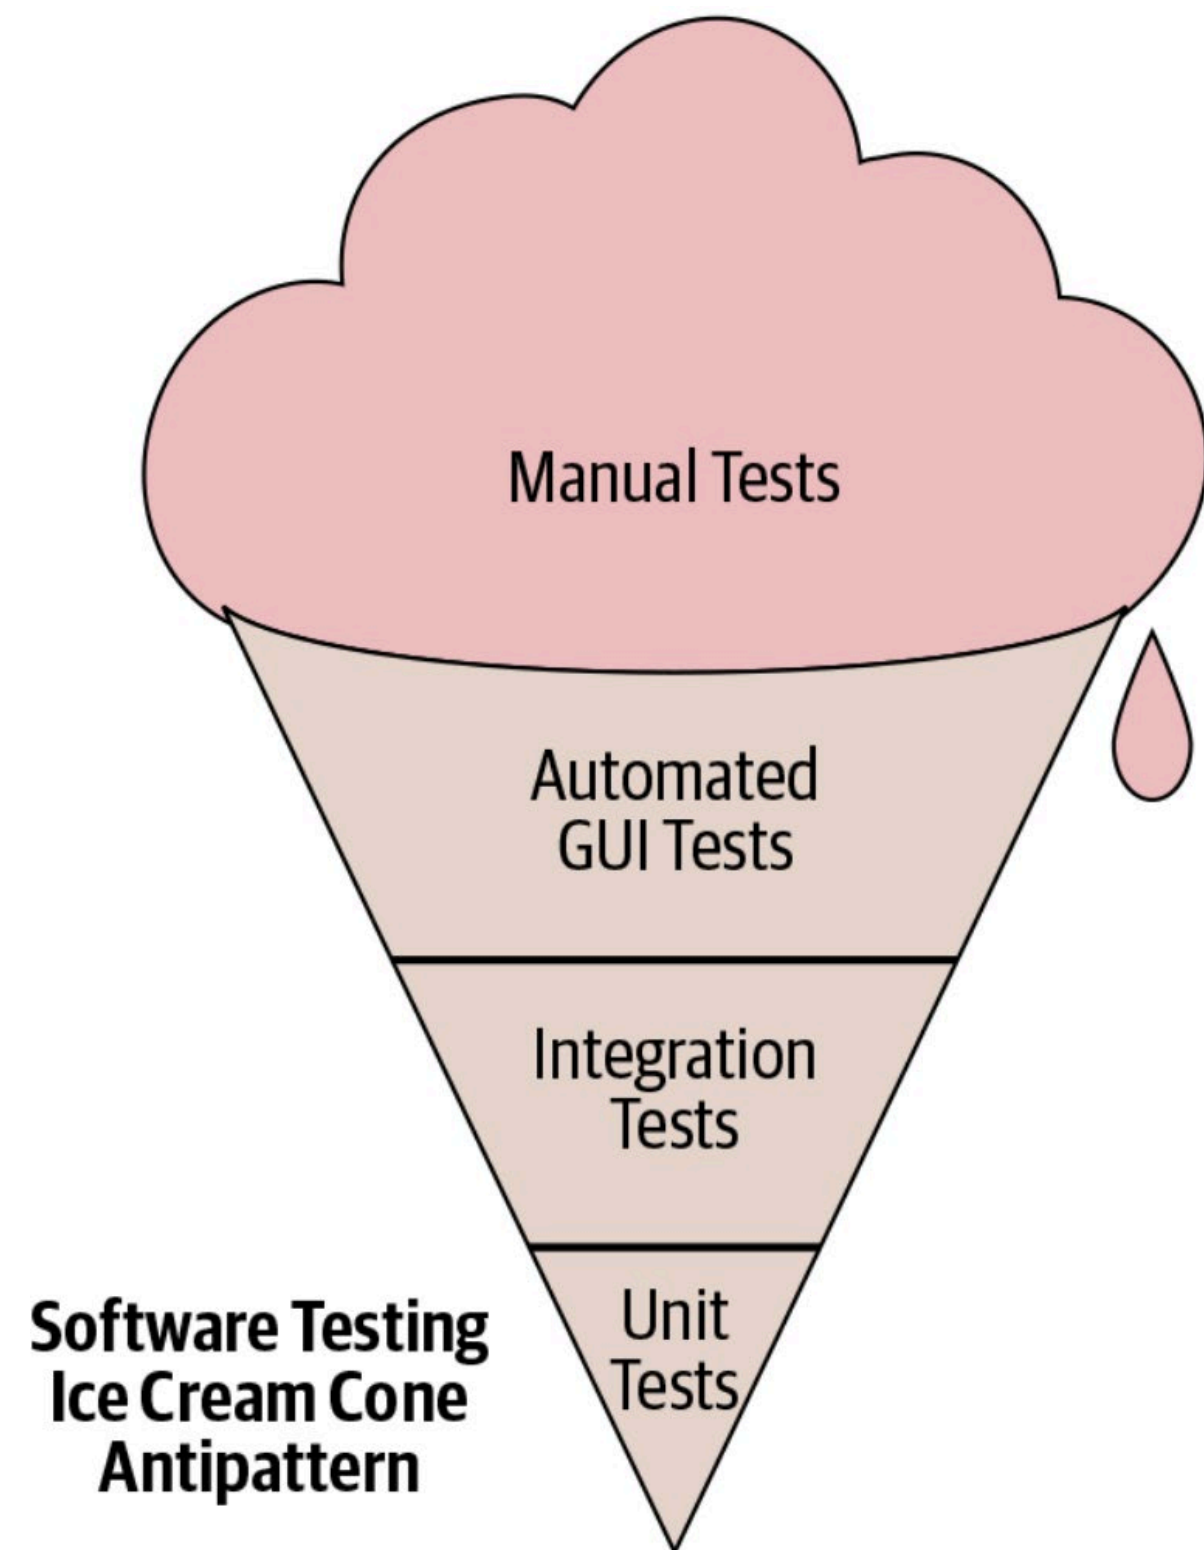 Manual Tests
Automated
GUI Tests
Integration
Tests
Unit
Tests
Software Testing
Ice Cream Cone
Antipattern